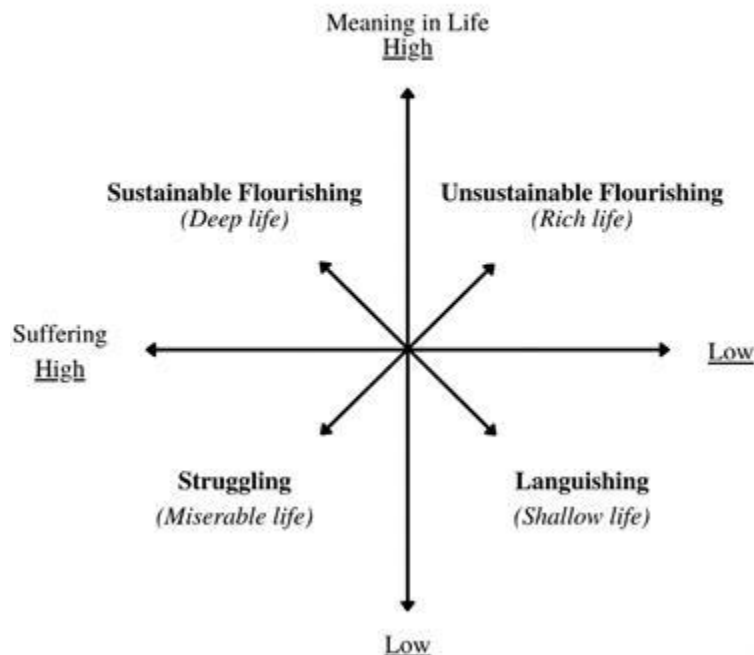 Meaning in Life
High
Sustainable Flourishing
(Deep life)
Unsustainable Flourishing
(Rich life)
Suffering
High
Low
Struggling
(Miserable life)
Languishing
(Shallow life)
Low